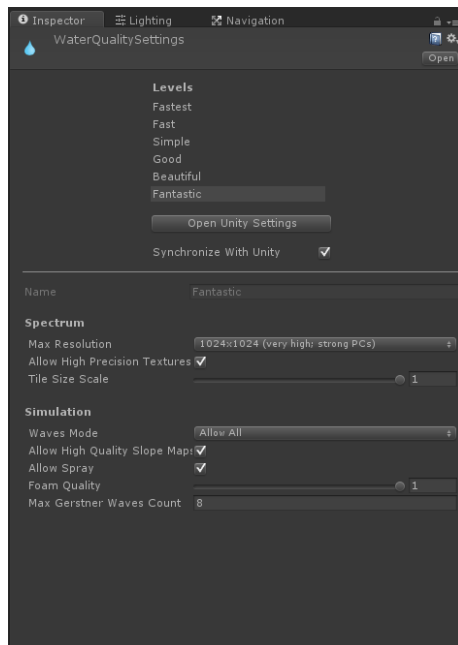 Inspector Lighting Navigation
WaterQualitySettings
Open
Levels
Fastest
Fast
Simple
Good
Beautiful
Fantastic
Open Unity Settings
Synchronize With Unity
Name Fantastic
Spectrum
Max Resolution 1024x1024 (very high; strong PCs)
Allow High Precision Textures
Tile Size Scale 1
Simulation
Waves Mode Allow All
Allow High Quality Slope Maps
Allow Spray
Foam Quality 1
Max Gerstner Waves Count 8